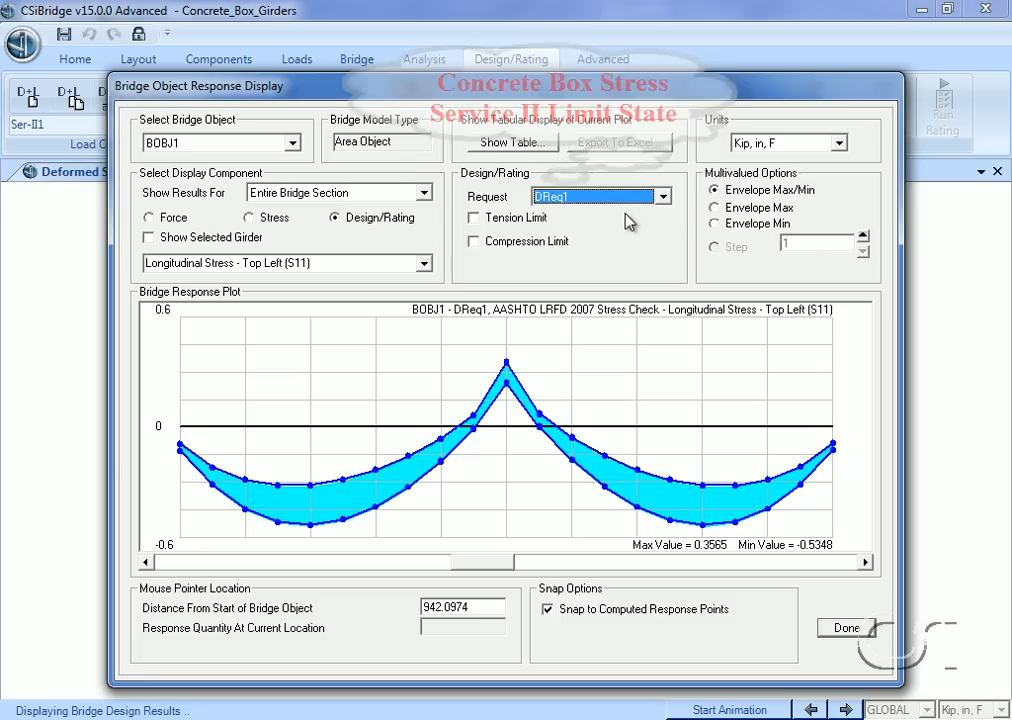 CSiBridge v15.0.0 Advanced - Concrete_Box_Girders
Home Layout Components Loads Bridge Analysis Design/Rating Advanced
Concrete Box Stress
Service II Limit State
D+L D+L D
Ser-II1
Load C
Run
Rating
Deformed S
Bridge Object Response Display
Select Bridge Object
BOBJ1
Bridge Model Type
Area Object
Show Tabular Display of Current Plot
Show Table... Export To Excel...
Units
Kip, in, F
Select Display Component
Show Results For Entire Bridge Section
Force Stress Design/Rating
Show Selected Girder
Longitudinal Stress - Top Left (S11)
Design/Rating
Request DReq1
Tension Limit
Compression Limit
Multivalued Options
Envelope Max/Min
Envelope Max
Envelope Min
Step 1
Bridge Response Plot
BOBJ1 - DReq1, AASHTO LRFD 2007 Stress Check - Longitudinal Stress - Top Left (S11)
0.6
0
-0.6
Max Value = 0.3565 Min Value = -0.5348
Mouse Pointer Location
Distance From Start of Bridge Object 942.0974
Response Quantity At Current Location
Snap Options
Snap to Computed Response Points
Done
Displaying Bridge Design Results ..
Start Animation
GLOBAL
Kip, in, F